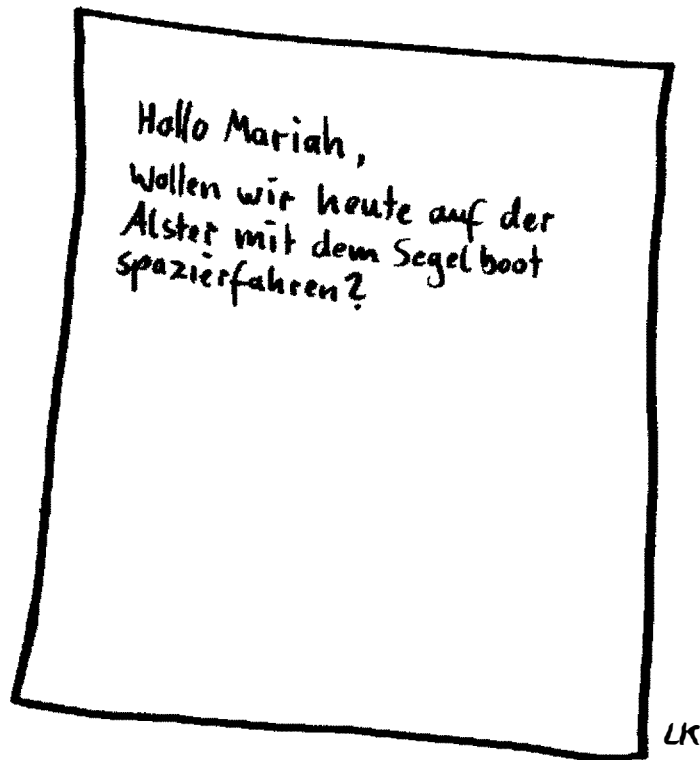 Hallo Mariah,
Wollen wir heute auf der
Alster mit dem Segelboot
spazierfahren?
LK